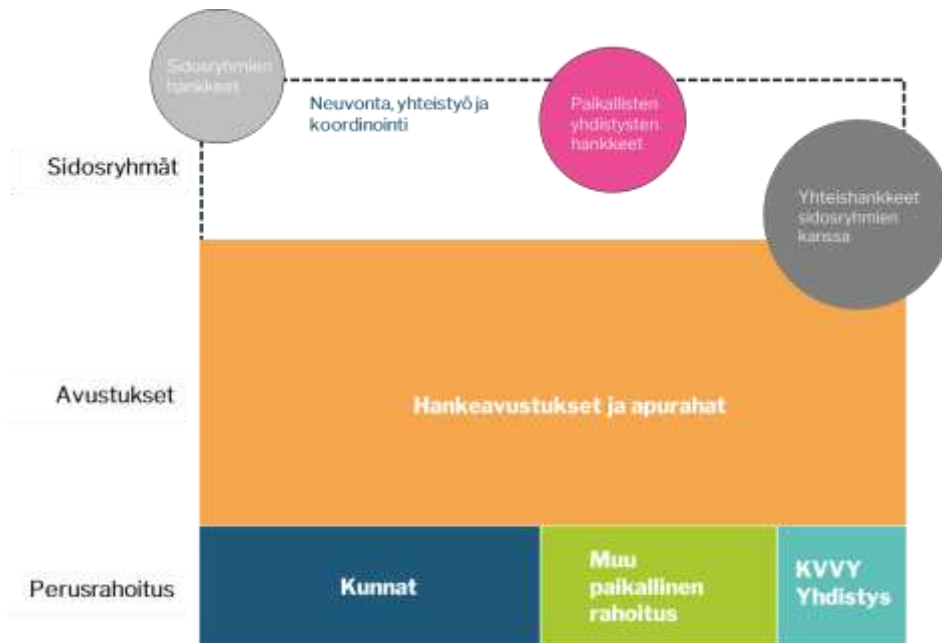 Sidosryhmien
hankkeet
Neuvonta, yhteistyö ja
koordinointi
Paikallisten
yhdistysten
hankkeet
Sidosryhmät
Yhteishankkeet
sidosryhmien
kanssa
Avustukset
Hankeavustukset ja apurahat
Perusrahoitus
Kunnat
Muu
paikallinen
rahoitus
KVVY
Yhdistys